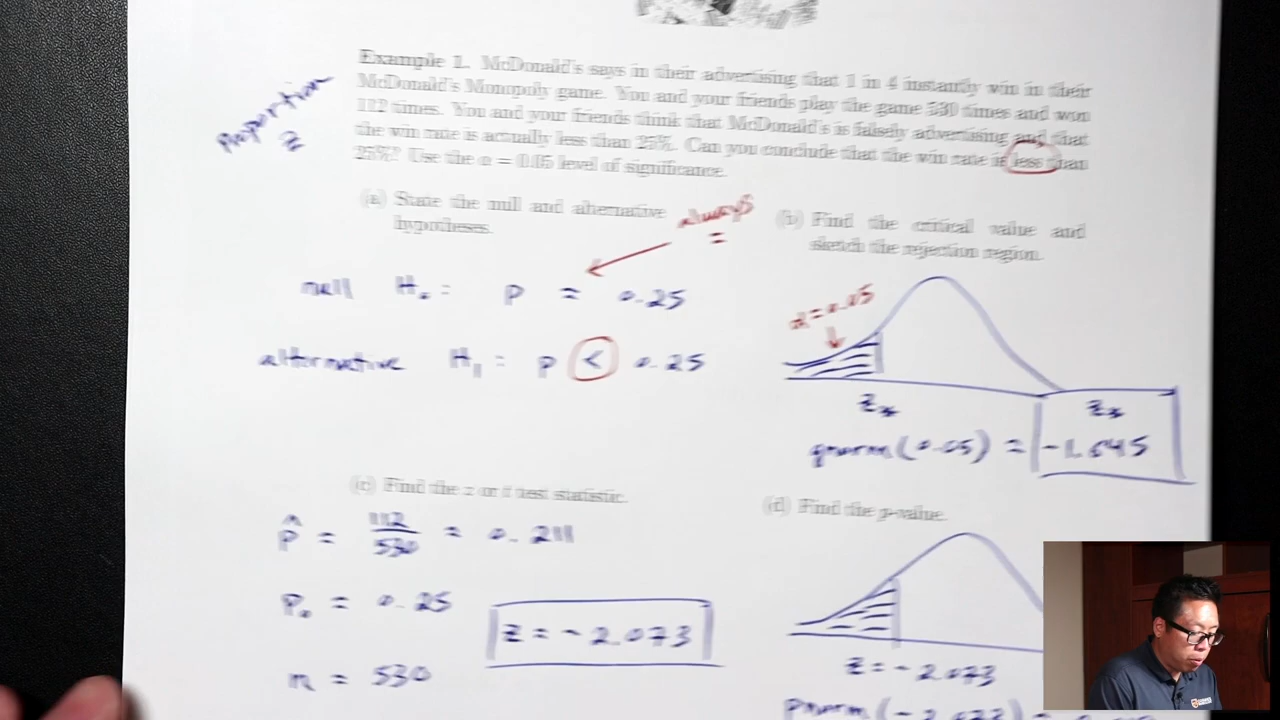 Proportion
Z
Example 1. McDonald's says in their advertising that 1 in 4 instantly win in their
McDonald's Monopoly game. You and your friends play the game 530 times and won
112 times. You and your friends think that McDonald's is falsely advertising and that
the win rate is actually less than 25%. Can you conclude that the win rate is less than
25%? Use the α = 0.05 level of significance.
(a) State the null and alternative
hypotheses.
always
=
null H₀: p = 0.25
alternative H₁: p < 0.25
(b) Find the critical value and
sketch the rejection region.
α = 0.05
z*
z*
qnorm(0.05) = -1.645
(c) Find the z or t test statistic.
p̂ = 112/530 = 0.211
p₀ = 0.25
z = -2.073
n = 530
(d) Find the p-value.
z = -2.073
pnorm(-2.073) =